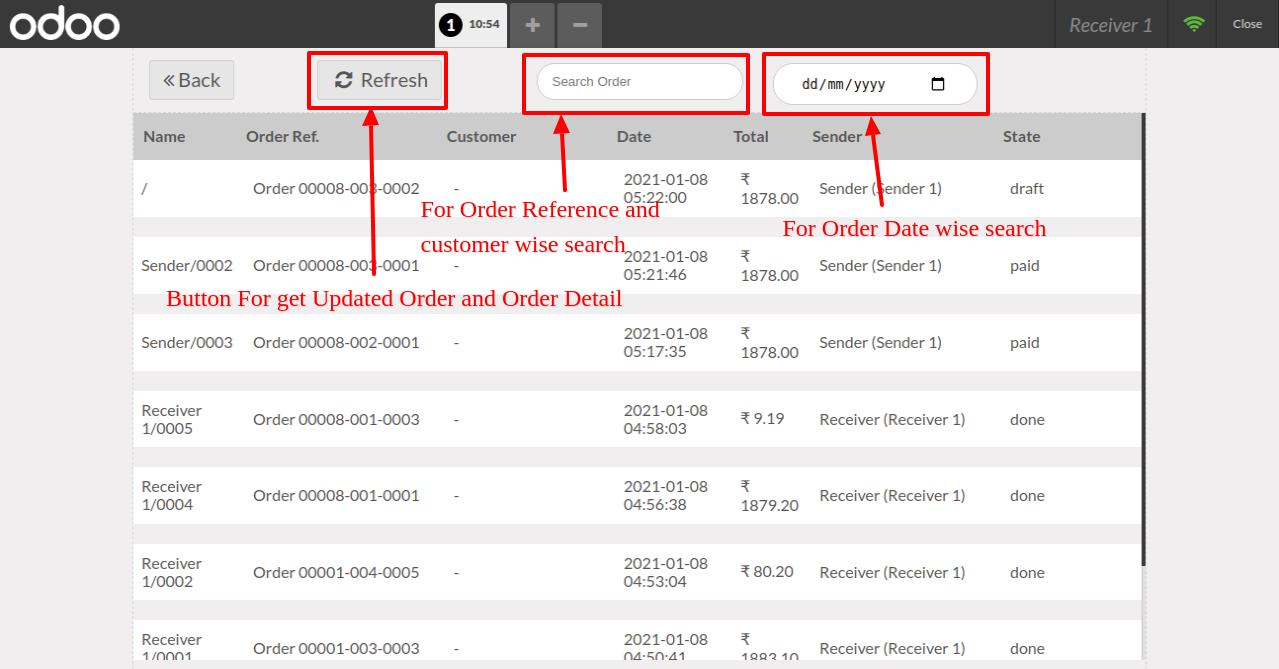 odoo 1 10:54 + − Receiver 1 Close
Back Refresh Search Order dd/mm/yyyy
Name Order Ref. Customer Date Total Sender State
/ Order 00008-003-0002 - 2021-01-08 05:22:00 ₹ 1878.00 Sender (Sender 1) draft
For Order Reference and
customer wise search
For Order Date wise search
Sender/0002 Order 00008-003-0001 - 2021-01-08 05:21:46 ₹ 1878.00 Sender (Sender 1) paid
Button For get Updated Order and Order Detail
Sender/0003 Order 00008-002-0001 - 2021-01-08 05:17:35 ₹ 1878.00 Sender (Sender 1) paid
Receiver 1/0005 Order 00008-001-0003 - 2021-01-08 04:58:03 ₹ 9.19 Receiver (Receiver 1) done
Receiver 1/0004 Order 00008-001-0001 - 2021-01-08 04:56:38 ₹ 1879.20 Receiver (Receiver 1) done
Receiver 1/0002 Order 00001-004-0005 - 2021-01-08 04:53:04 ₹ 80.20 Receiver (Receiver 1) done
Receiver 1/0001 Order 00001-003-0003 - 2021-01-08 04:50:41 ₹ 1883.10 Receiver (Receiver 1) done